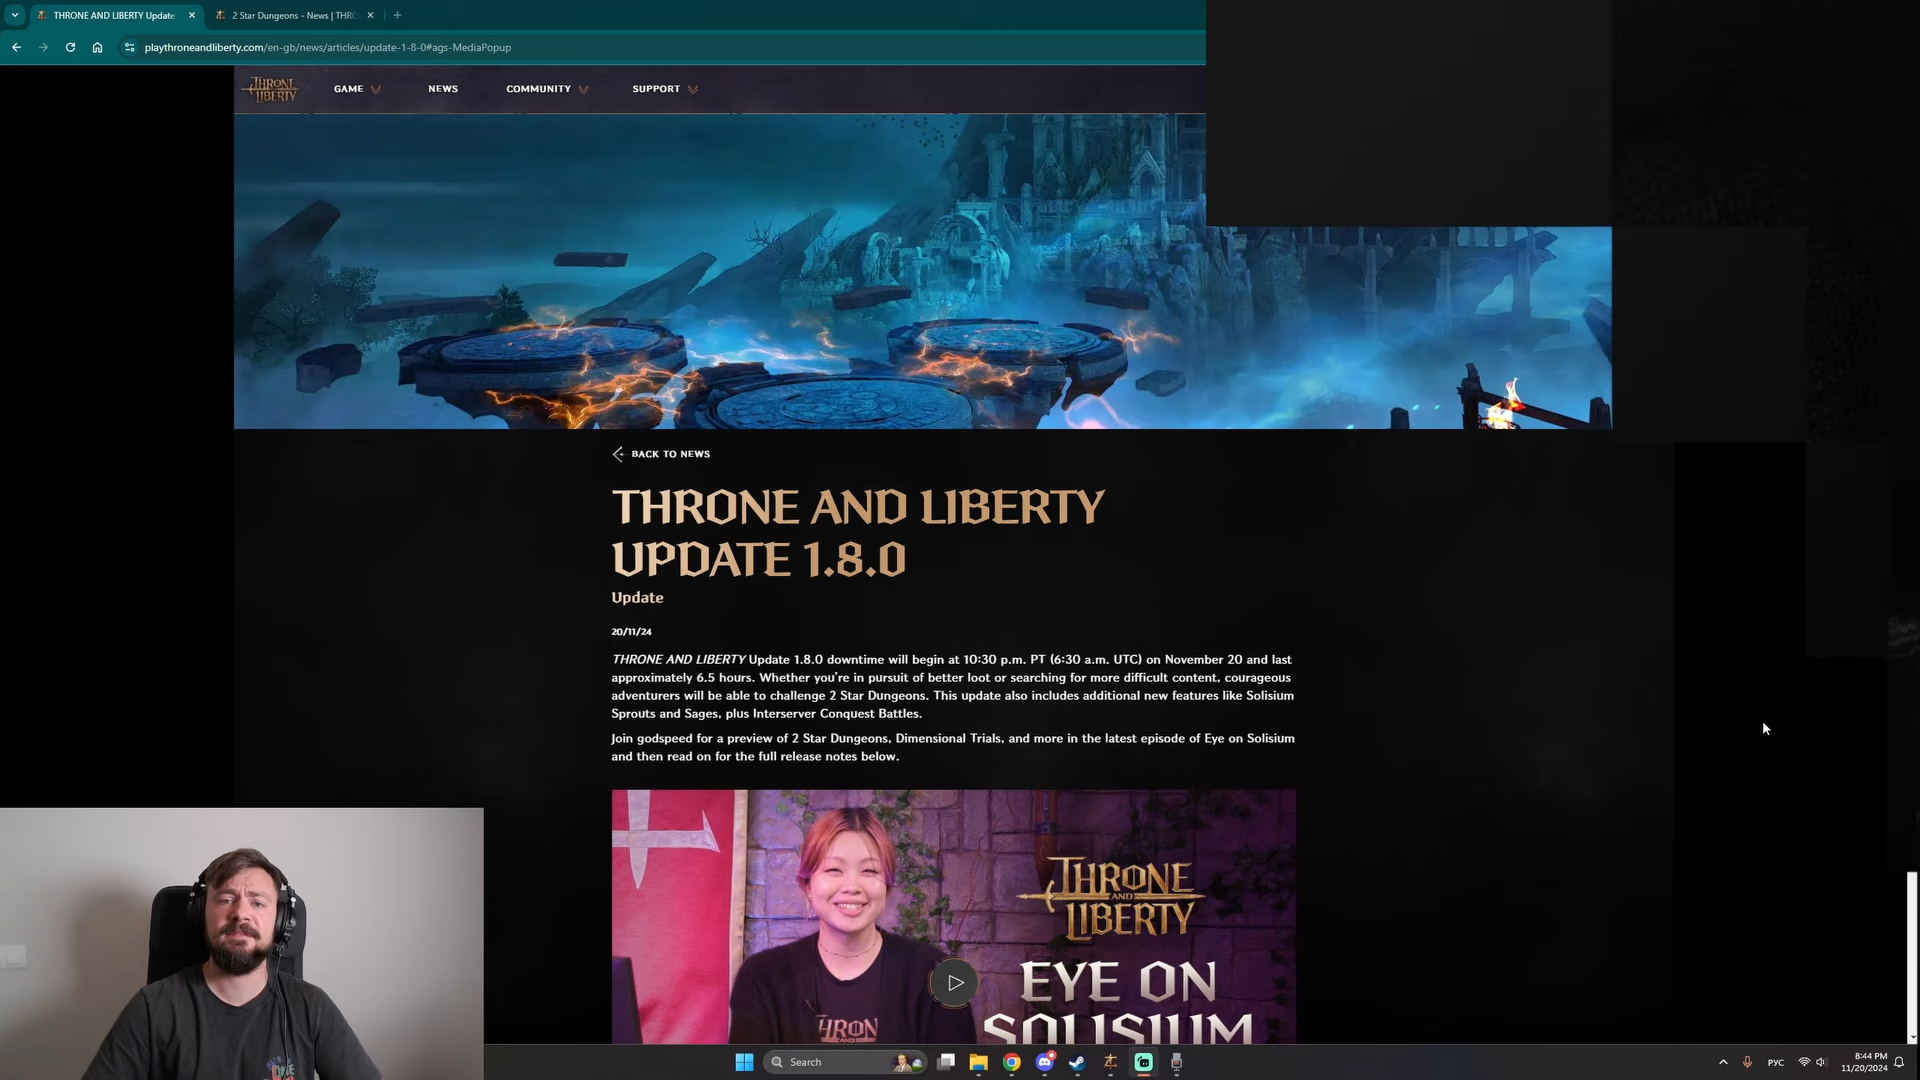 THRONE AND LIBERTY Update
2 Star Dungeons - News | THRO
playthroneandliberty.com/en-gb/news/articles/update-1-8-0#ags-MediaPopup
THRONE AND LIBERTY
GAME
NEWS
COMMUNITY
SUPPORT
BACK TO NEWS
THRONE AND LIBERTY
UPDATE 1.8.0
Update
20/11/24
THRONE AND LIBERTY Update 1.8.0 downtime will begin at 10:30 p.m. PT (6:30 a.m. UTC) on November 20 and last
approximately 6.5 hours. Whether you're in pursuit of better loot or searching for more difficult content, courageous
adventurers will be able to challenge 2 Star Dungeons. This update also includes additional new features like Solisium
Sprouts and Sages, plus Interserver Conquest Battles.
Join godspeed for a preview of 2 Star Dungeons, Dimensional Trials, and more in the latest episode of Eye on Solisium
and then read on for the full release notes below.
THRONE
AND
LIBERTY
EYE ON
SOLISIUM
THRON
AND
Search
РУС
8:44 PM
11/20/2024